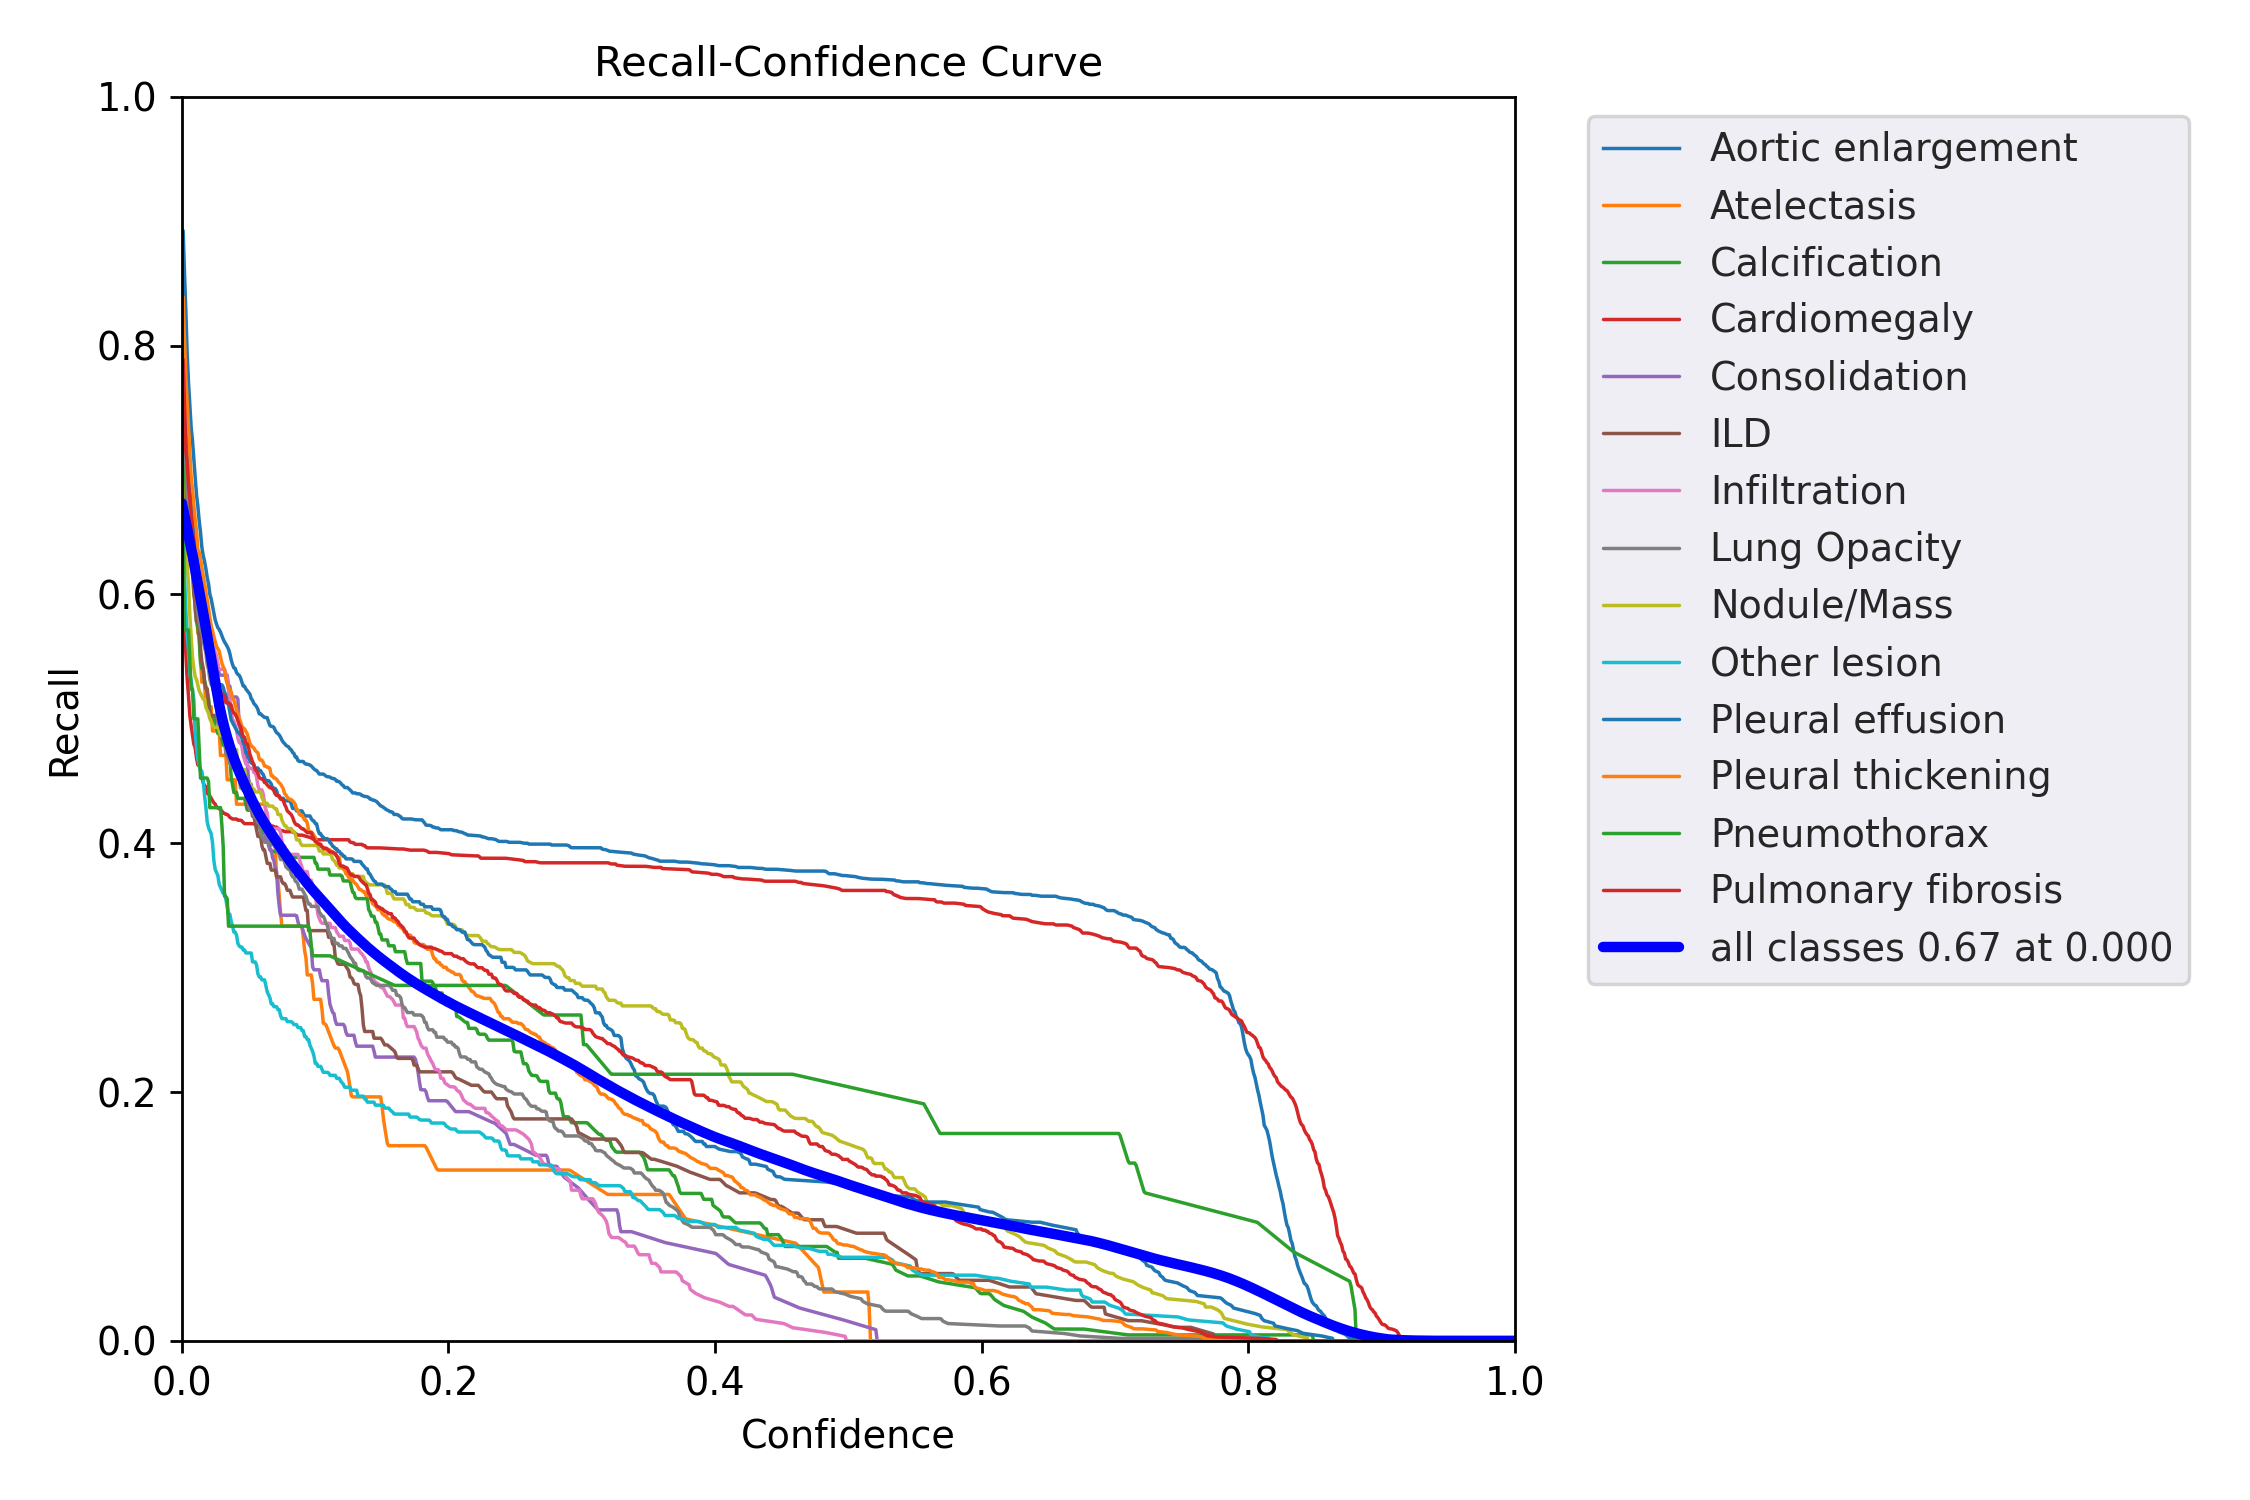 Recall-Confidence Curve
1.0
0.8
0.6
0.4
0.2
0.0
Recall
0.0 0.2 0.4 0.6 0.8 1.0
Confidence
Aortic enlargement
Atelectasis
Calcification
Cardiomegaly
Consolidation
ILD
Infiltration
Lung Opacity
Nodule/Mass
Other lesion
Pleural effusion
Pleural thickening
Pneumothorax
Pulmonary fibrosis
all classes 0.67 at 0.000